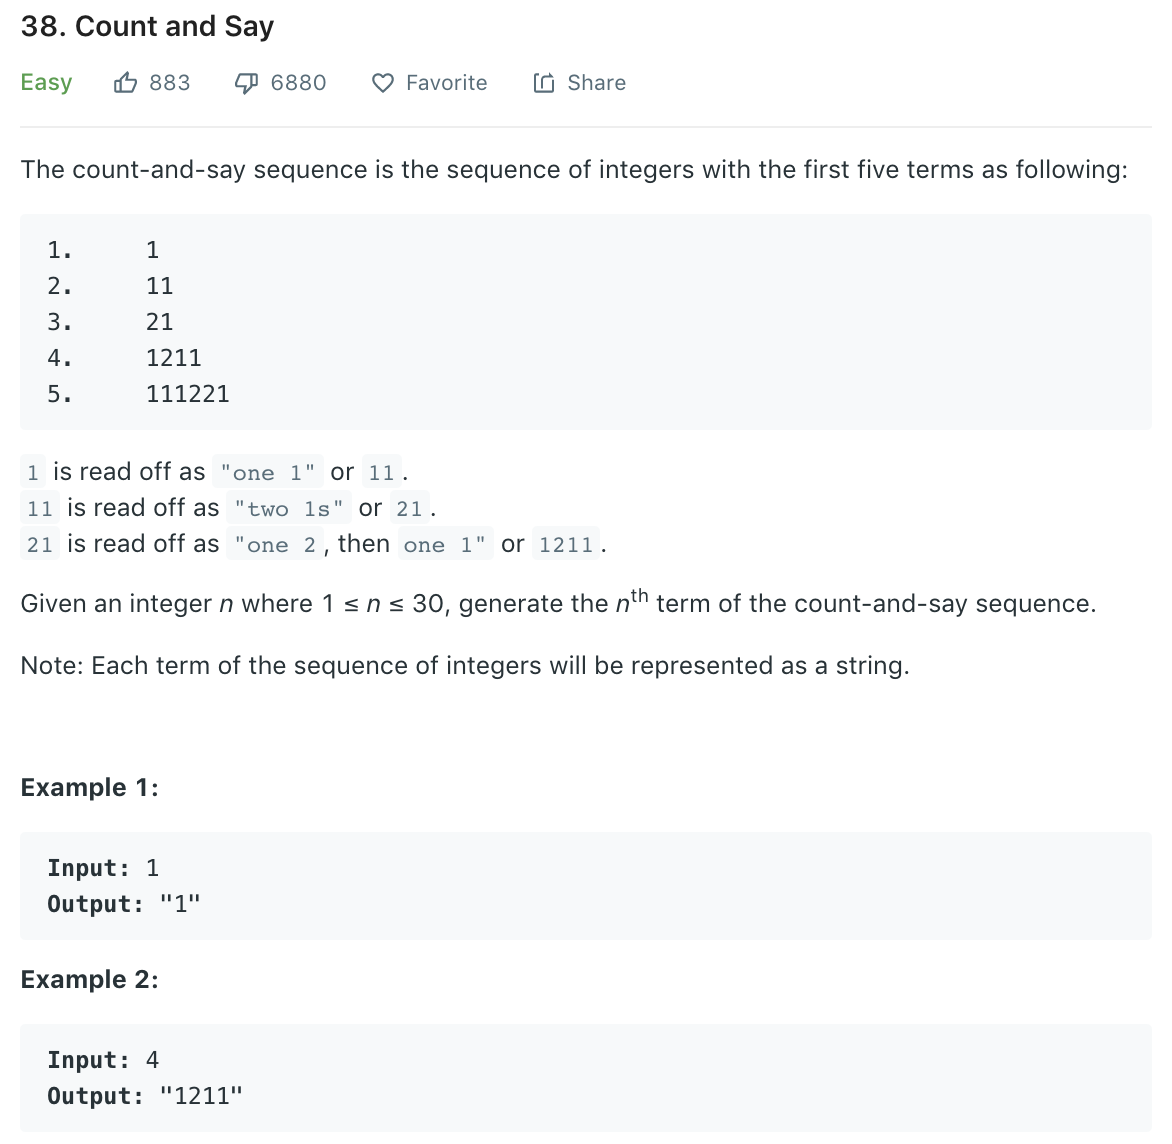 38. Count and Say
Easy 883 6880 Favorite Share
The count-and-say sequence is the sequence of integers with the first five terms as following:
1. 1
2. 11
3. 21
4. 1211
5. 111221
1 is read off as "one 1" or 11.
11 is read off as "two 1s" or 21.
21 is read off as "one 2, then one 1" or 1211.
Given an integer n where 1 ≤ n ≤ 30, generate the nth term of the count-and-say sequence.
Note: Each term of the sequence of integers will be represented as a string.
Example 1:
Input: 1
Output: "1"
Example 2:
Input: 4
Output: "1211"